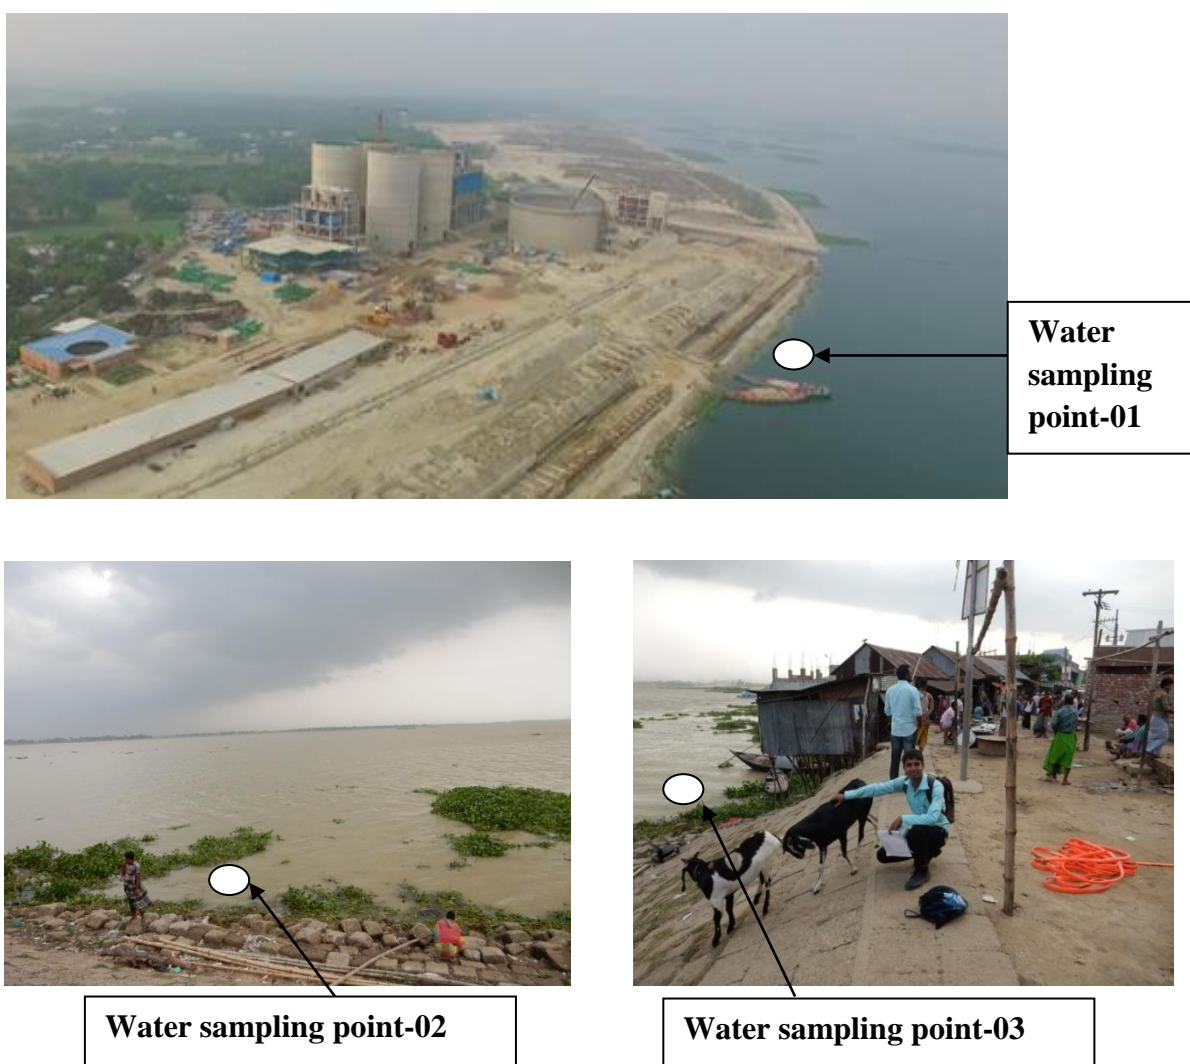 Water
sampling
point-01
Water sampling point-02
Water sampling point-03